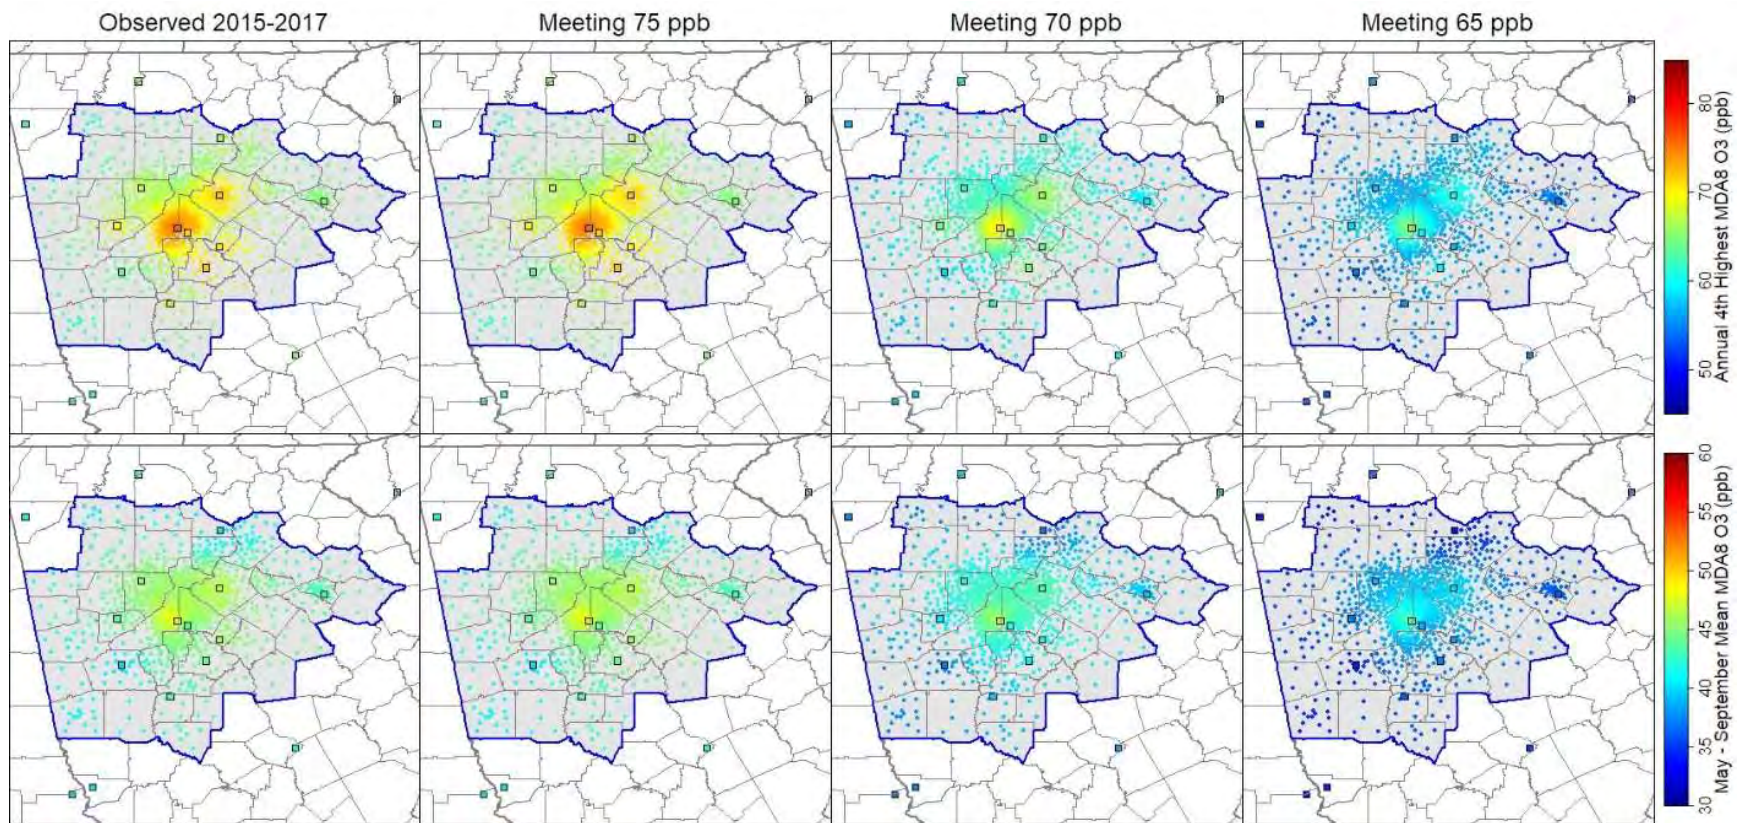 Observed 2015-2017
Meeting 75 ppb
Meeting 70 ppb
Meeting 65 ppb
80
70
60
50
Annual 4th Highest MDA8 O3 (ppb)
60
55
50
45
40
35
30
May - September Mean MDA8 O3 (ppb)